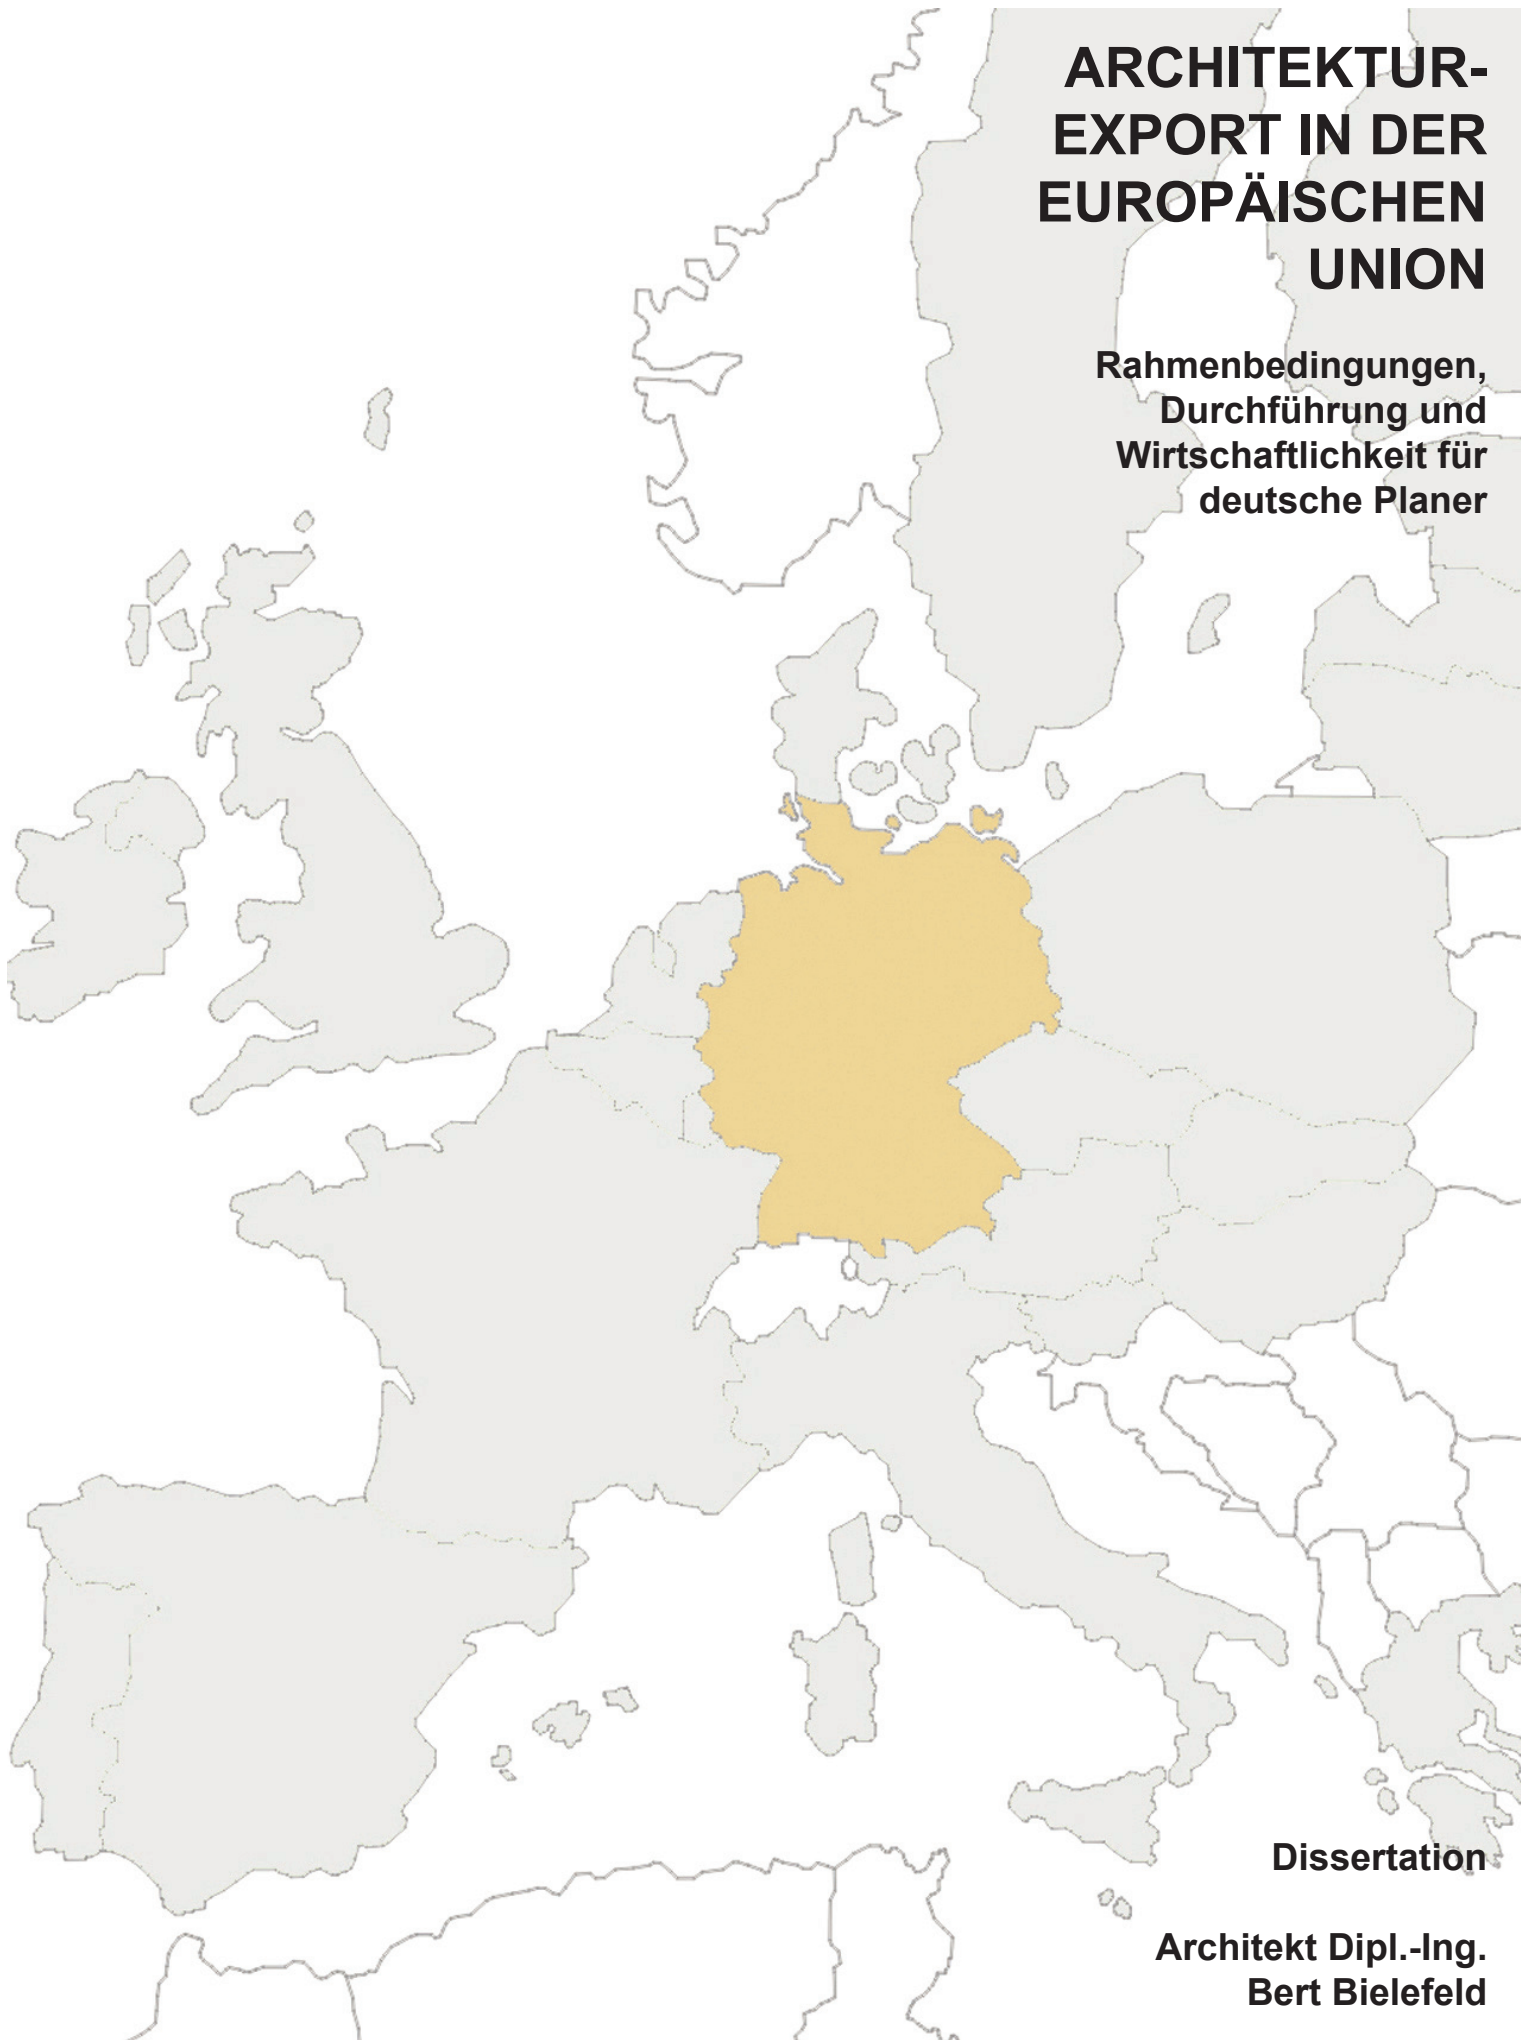 ARCHITEKTUR-
EXPORT IN DER
EUROPÄISCHEN
UNION
Rahmenbedingungen,
Durchführung und
Wirtschaftlichkeit für
deutsche Planer
Dissertation
Architekt Dipl.-Ing.
Bert Bielefeld